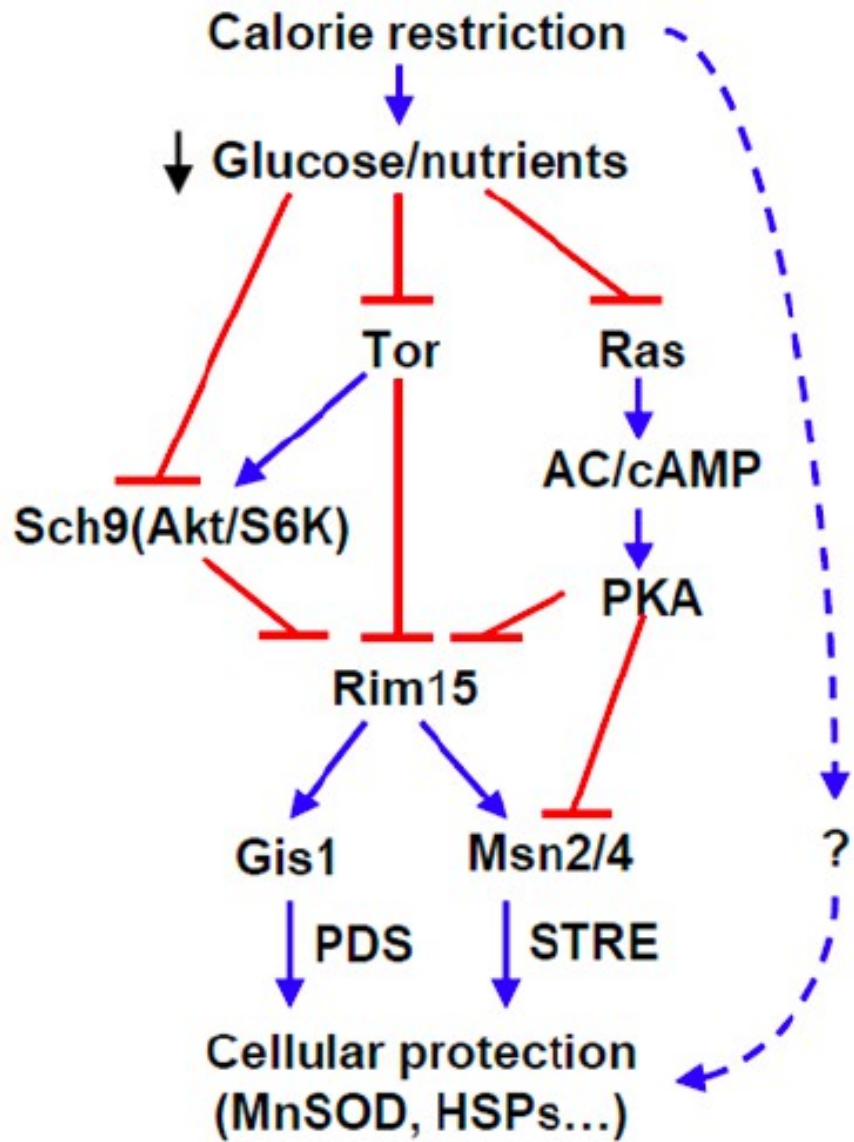 Calorie restriction
Glucose/nutrients
Tor
Ras
AC/cAMP
Sch9(Akt/S6K)
PKA
Rim15
Gis1
Msn2/4
?
PDS
STRE
Cellular protection
(MnSOD, HSPs...)